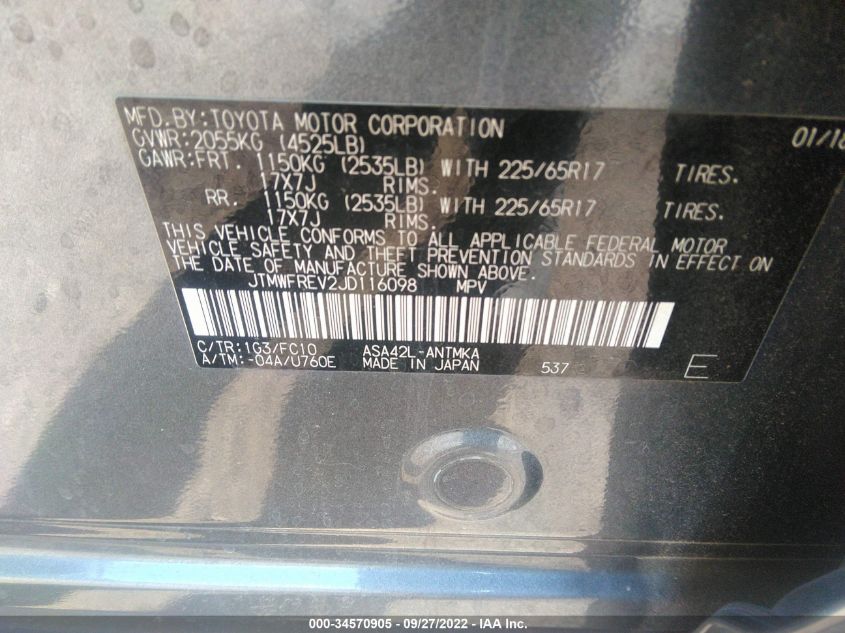 MFD.BY:TOYOTA MOTOR CORPORATION 01/18
GVWR:2055KG (4525LB)
GAWR:FRT. 1150KG (2535LB) WITH 225/65R17 TIRES.
17X7J RIMS.
RR. 1150KG (2535LB) WITH 225/65R17 TIRES.
17X7J RIMS.
THIS VEHICLE CONFORMS TO ALL APPLICABLE FEDERAL MOTOR
VEHICLE SAFETY AND THEFT PREVENTION STANDARDS IN EFFECT ON
THE DATE OF MANUFACTURE SHOWN ABOVE.
JTMWFREV2JD116098 MPV
C/TR:1G3/FC10 ASA42L-ANTMKA
A/TM:-04A/U760E MADE IN JAPAN 537 E
000-34570905 - 09/27/2022 - IAA Inc.